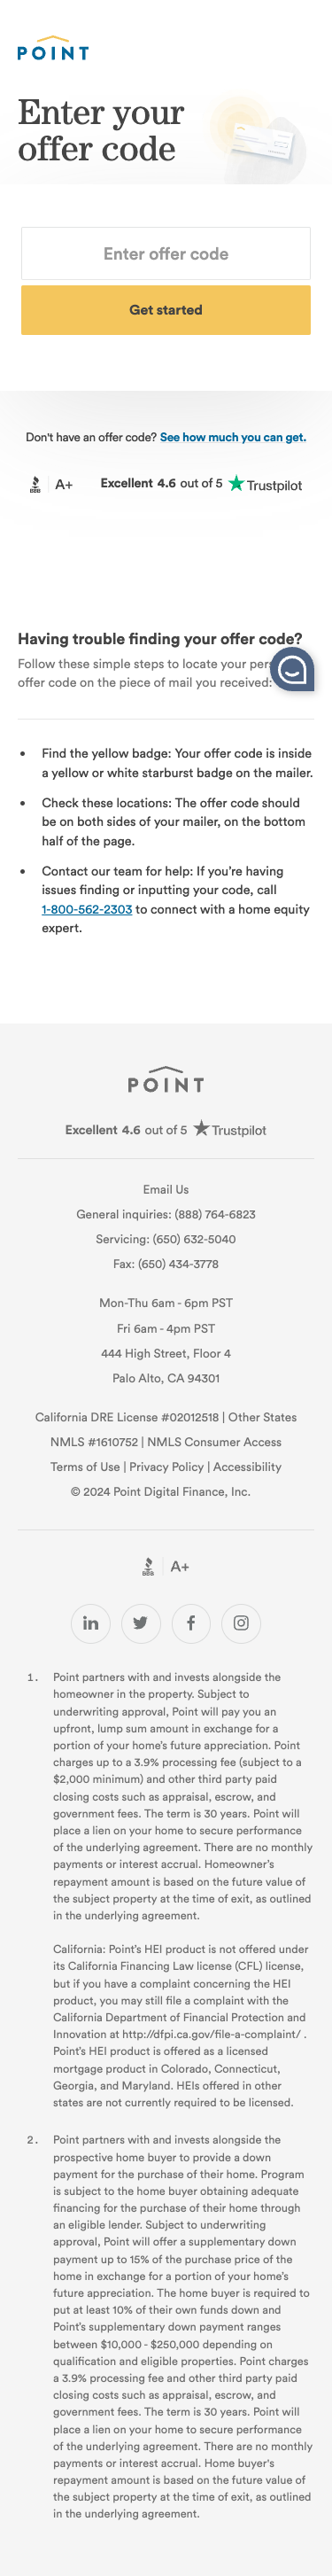 POINT
Enter your
offer code
Enter offer code
Get started
Don't have an offer code? See how much you can get.
BBB A+ Excellent 4.6 out of 5 Trustpilot
Having trouble finding your offer code?
Follow these simple steps to locate your
offer code on the piece of mail you received:
• Find the yellow badge: Your offer code is inside
a yellow or white starburst badge on the mailer.
• Check these locations: The offer code should
be on both sides of your mailer, on the bottom
half of the page.
• Contact our team for help: If you're having
issues finding or inputting your code, call
1-800-562-2303 to connect with a home equity
expert.
POINT
Excellent 4.6 out of 5 Trustpilot
Email Us
General inquiries: (888) 764-6823
Servicing: (650) 632-5040
Fax: (650) 434-3778
Mon-Thu 6am - 6pm PST
Fri 6am - 4pm PST
444 High Street, Floor 4
Palo Alto, CA 94301
California DRE License #02012518 | Other States
NMLS #1610752 | NMLS Consumer Access
Terms of Use | Privacy Policy | Accessibility
© 2024 Point Digital Finance, Inc.
BBB A+
1. Point partners with and invests alongside the
homeowner in the property. Subject to
underwriting approval, Point will pay you an
upfront, lump sum amount in exchange for a
portion of your home's future appreciation. Point
charges up to a 3.9% processing fee (subject to a
$2,000 minimum) and other third party paid
closing costs such as appraisal, escrow, and
government fees. The term is 30 years. Point will
place a lien on your home to secure performance
of the underlying agreement. There are no monthly
payments or interest accrual. Homeowner's
repayment amount is based on the future value of
the subject property at the time of exit, as outlined
in the underlying agreement.
California: Point's HEI product is not offered under
its California Financing Law license (CFL) license,
but if you have a complaint concerning the HEI
product, you may still file a complaint with the
California Department of Financial Protection and
Innovation at http://dfpi.ca.gov/file-a-complaint/ .
Point's HEI product is offered as a licensed
mortgage product in Colorado, Connecticut,
Georgia, and Maryland. HEIs offered in other
states are not currently required to be licensed.
2. Point partners with and invests alongside the
prospective home buyer to provide a down
payment for the purchase of their home. Program
is subject to the home buyer obtaining adequate
financing for the purchase of their home through
an eligible lender. Subject to underwriting
approval, Point will offer a supplementary down
payment up to 15% of the purchase price of the
home in exchange for a portion of your home's
future appreciation. The home buyer is required to
put at least 10% of their own funds down and
Point's supplementary down payment ranges
between $10,000 - $250,000 depending on
qualification and eligible properties. Point charges
a 3.9% processing fee and other third party paid
closing costs such as appraisal, escrow, and
government fees. The term is 30 years. Point will
place a lien on your home to secure performance
of the underlying agreement. There are no monthly
payments or interest accrual. Home buyer's
repayment amount is based on the future value of
the subject property at the time of exit, as outlined
in the underlying agreement.